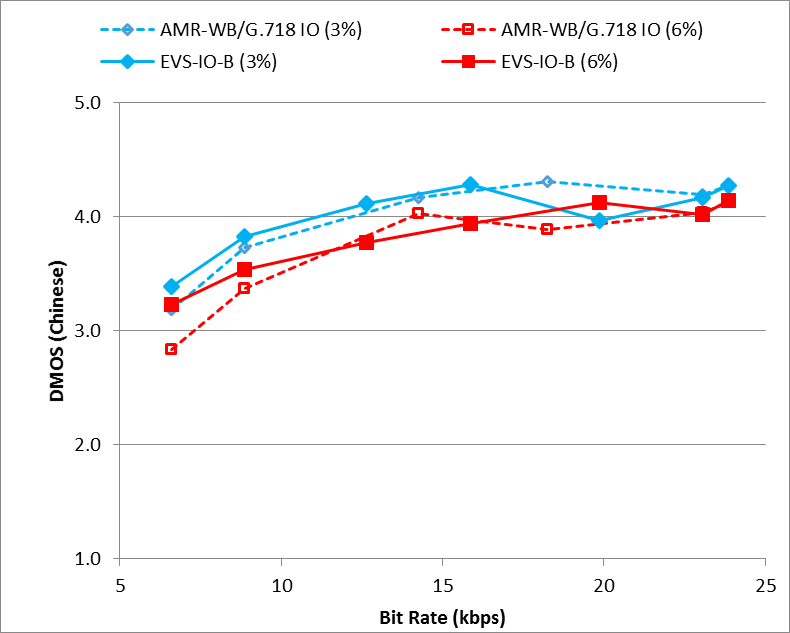 AMR-WB/G.718 IO (3%) AMR-WB/G.718 IO (6%)
EVS-IO-B (3%) EVS-IO-B (6%)
5.0
4.0
3.0
2.0
1.0
DMOS (Chinese)
5 10 15 20 25
Bit Rate (kbps)